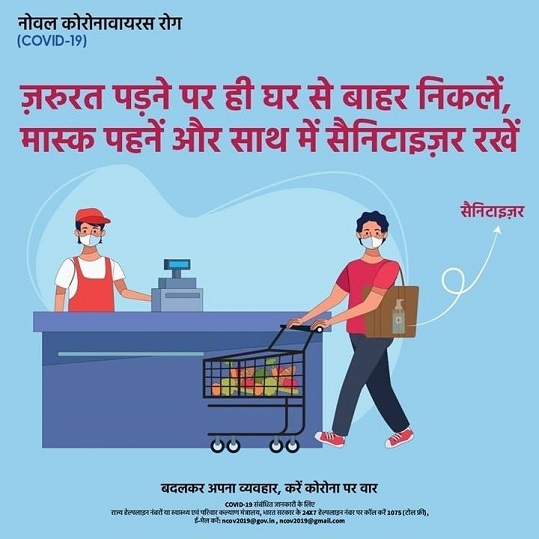 नोवल कोरोनावायरस रोग
(COVID-19)
ज़रुरत पड़ने पर ही घर से बाहर निकलें,
मास्क पहनें और साथ में सैनिटाइज़र रखें
सैनिटाइज़र
बदलकर अपना व्यवहार, करें कोरोना पर वार
COVID-19 संबंधित जानकारी के लिए
राज्य हेल्पलाइन नंबरों या स्वास्थ्य एवं परिवार कल्याण मंत्रालय, भारत सरकार के 24X7 हेल्पलाइन नंबर पर कॉल करें 1075 (टोल फ्री),
ई-मेल करें: ncov2019@gov.in , ncov2019@gmail.com